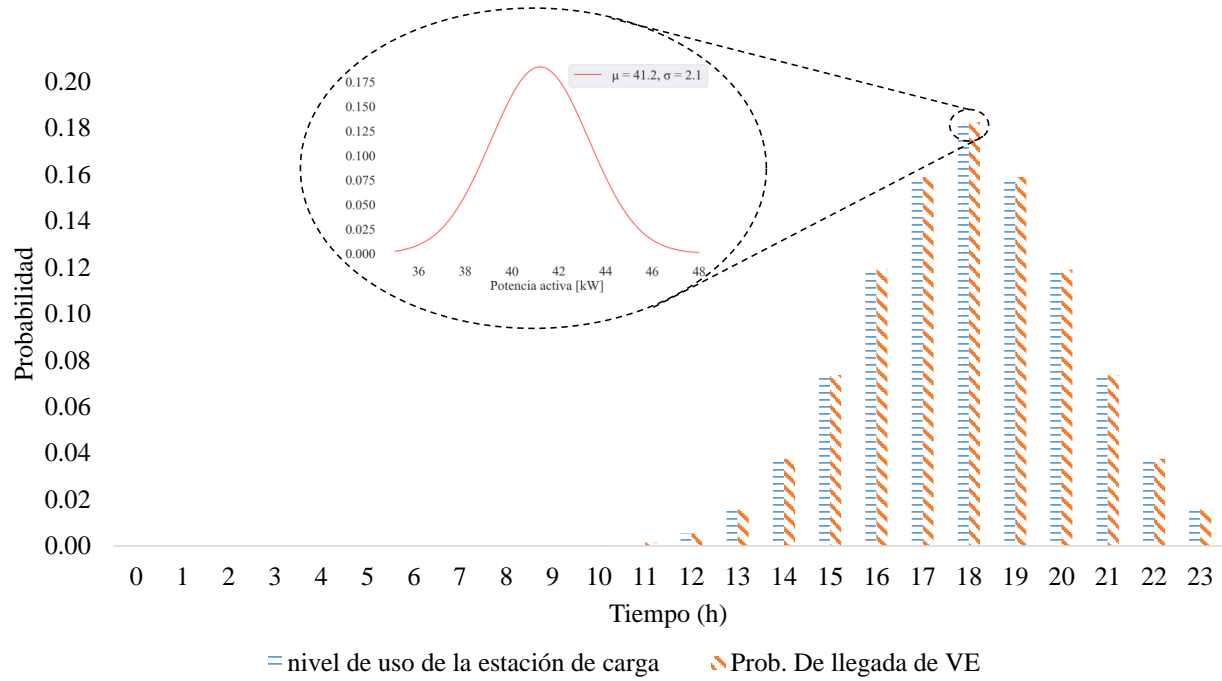 μ = 41.2, σ = 2.1
0.175
0.150
0.125
0.100
0.075
0.050
0.025
0.000
36 38 40 42 44 46 48
Potencia activa [kW]
Probabilidad
0.20
0.18
0.16
0.14
0.12
0.10
0.08
0.06
0.04
0.02
0.00
0 1 2 3 4 5 6 7 8 9 10 11 12 13 14 15 16 17 18 19 20 21 22 23
Tiempo (h)
nivel de uso de la estación de carga Prob. De llegada de VE